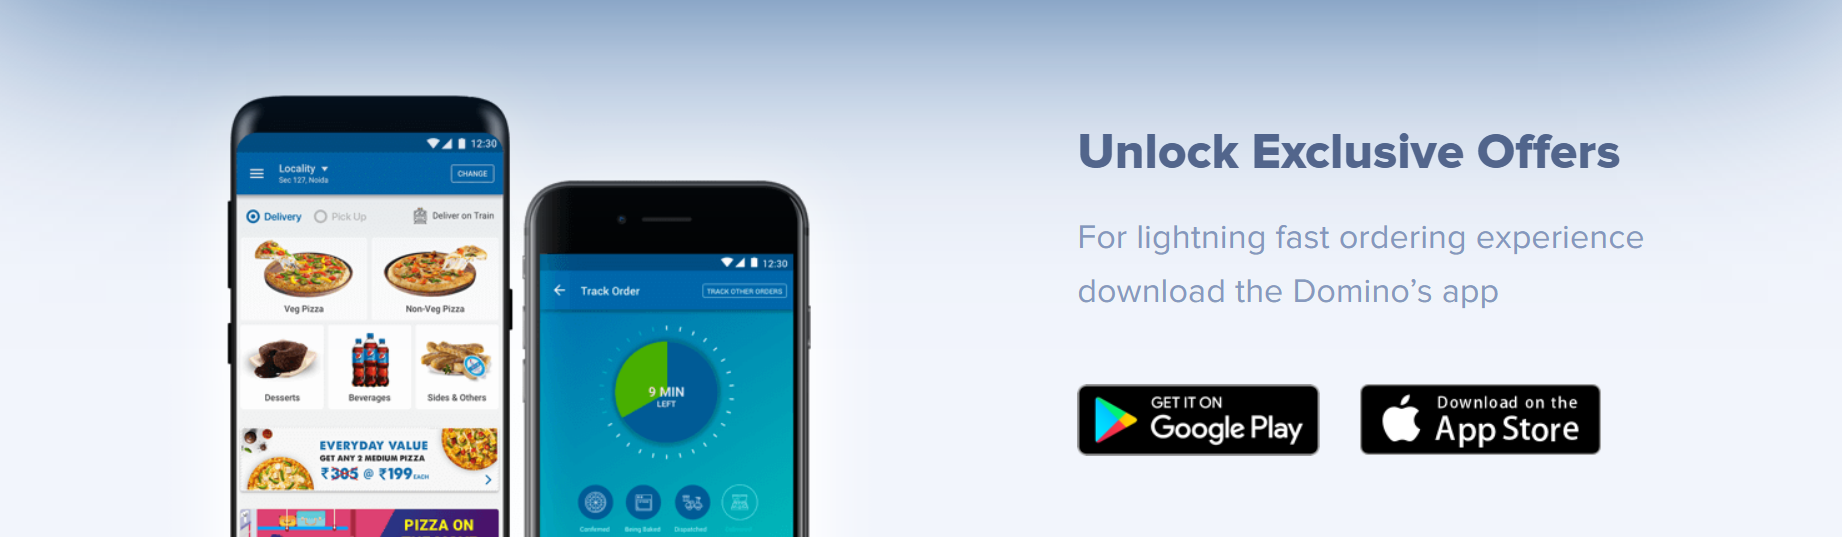 12:30
Locality
Sec 127, Noida
CHANGE
Delivery
Pick Up
Deliver on Train
Veg Pizza
Non-Veg Pizza
Desserts
Beverages
Sides & Others
EVERYDAY VALUE
GET ANY 2 MEDIUM PIZZA
₹305 @ ₹199 EACH
PIZZA ON
12:30
Track Order
TRACK OTHER ORDERS
9 MIN
LEFT
Confirmed
Being Baked
Dispatched
Unlock Exclusive Offers
For lightning fast ordering experience
download the Domino's app
GET IT ON
Google Play
Download on the
App Store